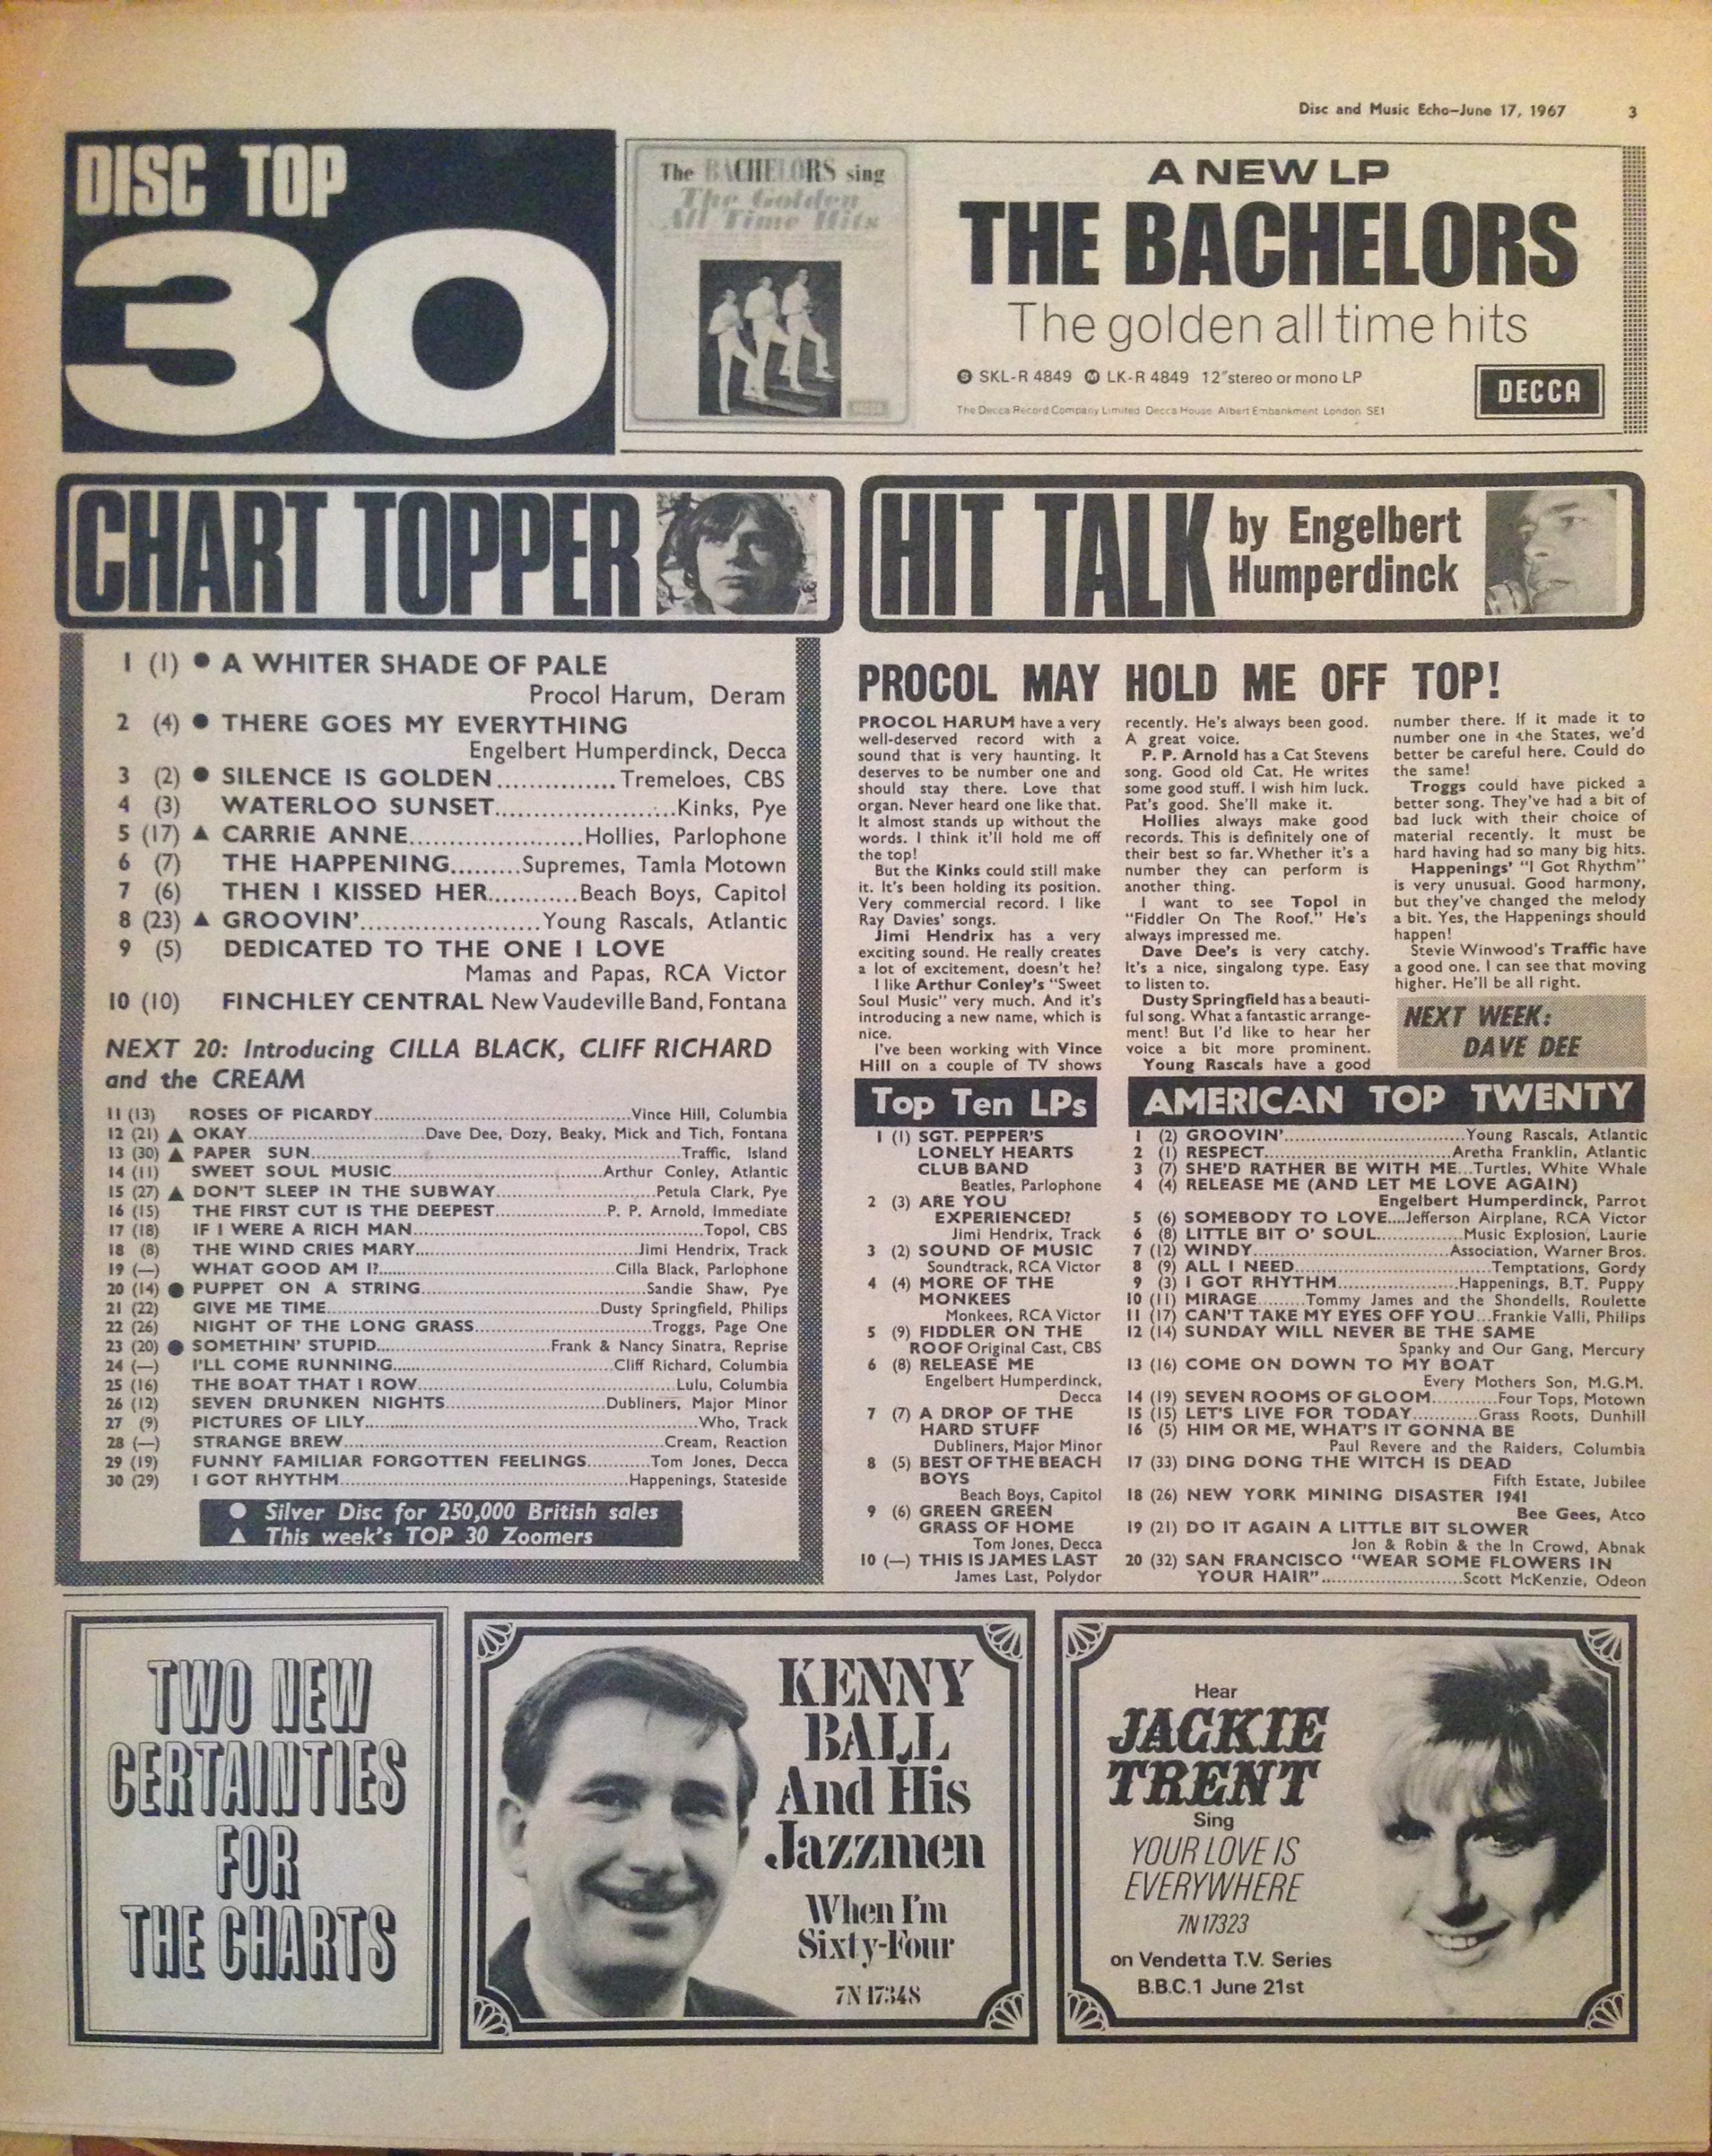 Disc and Music Echo—June 17, 1967 3
DISC TOP
30
The BACHELORS sing
The Golden
All Time Hits
A NEW LP
THE BACHELORS
The golden all time hits
S SKL-R 4849 M LK-R 4849 12″stereo or mono LP
The Decca Record Company Limited Decca House Albert Embankment London SE1
DECCA
CHART TOPPER
1 (1) ● A WHITER SHADE OF PALE
Procol Harum, Deram
2 (4) ● THERE GOES MY EVERYTHING
Engelbert Humperdinck, Decca
3 (2) ● SILENCE IS GOLDEN...............Tremeloes, CBS
4 (3) WATERLOO SUNSET.......................Kinks, Pye
5 (17) ▲ CARRIE ANNE......................Hollies, Parlophone
6 (7) THE HAPPENING.........Supremes, Tamla Motown
7 (6) THEN I KISSED HER............Beach Boys, Capitol
8 (23) ▲ GROOVIN'.......................Young Rascals, Atlantic
9 (5) DEDICATED TO THE ONE I LOVE
Mamas and Papas, RCA Victor
10 (10) FINCHLEY CENTRAL New Vaudeville Band, Fontana
NEXT 20: Introducing CILLA BLACK, CLIFF RICHARD
and the CREAM
11 (13) ROSES OF PICARDY............Vince Hill, Columbia
12 (21) ▲ OKAY............Dave Dee, Dozy, Beaky, Mick and Tich, Fontana
13 (30) ▲ PAPER SUN............Traffic, Island
14 (11) SWEET SOUL MUSIC............Arthur Conley, Atlantic
15 (27) ▲ DON'T SLEEP IN THE SUBWAY............Petula Clark, Pye
16 (15) THE FIRST CUT IS THE DEEPEST............P. P. Arnold, Immediate
17 (18) IF I WERE A RICH MAN............Topol, CBS
18 (8) THE WIND CRIES MARY............Jimi Hendrix, Track
19 (—) WHAT GOOD AM I?............Cilla Black, Parlophone
20 (14) ● PUPPET ON A STRING............Sandie Shaw, Pye
21 (22) GIVE ME TIME............Dusty Springfield, Philips
22 (26) NIGHT OF THE LONG GRASS............Troggs, Page One
23 (20) ● SOMETHIN' STUPID............Frank & Nancy Sinatra, Reprise
24 (—) I'LL COME RUNNING............Cliff Richard, Columbia
25 (16) THE BOAT THAT I ROW............Lulu, Columbia
26 (12) SEVEN DRUNKEN NIGHTS............Dubliners, Major Minor
27 (9) PICTURES OF LILY............Who, Track
28 (—) STRANGE BREW............Cream, Reaction
29 (19) FUNNY FAMILIAR FORGOTTEN FEELINGS............Tom Jones, Decca
30 (29) I GOT RHYTHM............Happenings, Stateside
● Silver Disc for 250,000 British sales
▲ This week's TOP 30 Zoomers
HIT TALK
by Engelbert
Humperdinck
PROCOL MAY HOLD ME OFF TOP!
PROCOL HARUM have a very
well-deserved record with a
sound that is very haunting. It
deserves to be number one and
should stay there. Love that
organ. Never heard one like that.
It almost stands up without the
words. I think it'll hold me off
the top!
But the Kinks could still make
it. It's been holding its position.
Very commercial record. I like
Ray Davies' songs.
Jimi Hendrix has a very
exciting sound. He really creates
a lot of excitement, doesn't he?
I like Arthur Conley's "Sweet
Soul Music" very much. And it's
introducing a new name, which is
nice.
I've been working with Vince
Hill on a couple of TV shows
recently. He's always been good.
A great voice.
P. P. Arnold has a Cat Stevens
song. Good old Cat. He writes
some good stuff. I wish him luck.
Pat's good. She'll make it.
Hollies always make good
records. This is definitely one of
their best so far. Whether it's a
number they can perform is
another thing.
I want to see Topol in
"Fiddler On The Roof." He's
always impressed me.
Dave Dee's is very catchy.
It's a nice, singalong type. Easy
to listen to.
Dusty Springfield has a beauti-
ful song. What a fantastic arrange-
ment! But I'd like to hear her
voice a bit more prominent.
Young Rascals have a good
number there. If it made it to
number one in the States, we'd
better be careful here. Could do
the same!
Troggs could have picked a
better song. They've had a bit of
bad luck with their choice of
material recently. It must be
hard having had so many big hits.
Happenings' "I Got Rhythm"
is very unusual. Good harmony,
but they've changed the melody
a bit. Yes, the Happenings should
happen!
Stevie Winwood's Traffic have
a good one. I can see that moving
higher. He'll be all right.
NEXT WEEK:
DAVE DEE
Top Ten LPs
1 (1) SGT. PEPPER'S
LONELY HEARTS
CLUB BAND
Beatles, Parlophone
2 (3) ARE YOU
EXPERIENCED?
Jimi Hendrix, Track
3 (2) SOUND OF MUSIC
Soundtrack, RCA Victor
4 (4) MORE OF THE
MONKEES
Monkees, RCA Victor
5 (9) FIDDLER ON THE
ROOF Original Cast, CBS
6 (8) RELEASE ME
Engelbert Humperdinck,
Decca
7 (7) A DROP OF THE
HARD STUFF
Dubliners, Major Minor
8 (5) BEST OF THE BEACH
BOYS
Beach Boys, Capitol
9 (6) GREEN GREEN
GRASS OF HOME
Tom Jones, Decca
10 (—) THIS IS JAMES LAST
James Last, Polydor
AMERICAN TOP TWENTY
1 (2) GROOVIN'............Young Rascals, Atlantic
2 (1) RESPECT............Aretha Franklin, Atlantic
3 (7) SHE'D RATHER BE WITH ME...Turtles, White Whale
4 (4) RELEASE ME (AND LET ME LOVE AGAIN)
Engelbert Humperdinck, Parrot
5 (6) SOMEBODY TO LOVE....Jefferson Airplane, RCA Victor
6 (8) LITTLE BIT O' SOUL............Music Explosion, Laurie
7 (12) WINDY............Association, Warner Bros.
8 (9) ALL I NEED............Temptations, Gordy
9 (3) I GOT RHYTHM............Happenings, B.T. Puppy
10 (11) MIRAGE.........Tommy James and the Shondells, Roulette
11 (17) CAN'T TAKE MY EYES OFF YOU...Frankie Valli, Philips
12 (14) SUNDAY WILL NEVER BE THE SAME
Spanky and Our Gang, Mercury
13 (16) COME ON DOWN TO MY BOAT
Every Mothers Son, M.G.M.
14 (19) SEVEN ROOMS OF GLOOM...........Four Tops, Motown
15 (15) LET'S LIVE FOR TODAY...........Grass Roots, Dunhill
16 (5) HIM OR ME, WHAT'S IT GONNA BE
Paul Revere and the Raiders, Columbia
17 (33) DING DONG THE WITCH IS DEAD
Fifth Estate, Jubilee
18 (26) NEW YORK MINING DISASTER 1941
Bee Gees, Atco
19 (21) DO IT AGAIN A LITTLE BIT SLOWER
Jon & Robin & the In Crowd, Abnak
20 (32) SAN FRANCISCO "WEAR SOME FLOWERS IN
YOUR HAIR"............Scott McKenzie, Odeon
TWO NEW
CERTAINTIES
FOR
THE CHARTS
KENNY
BALL
And His
Jazzmen
When I'm
Sixty-Four
7N 17348
Hear
JACKIE
TRENT
Sing
YOUR LOVE IS
EVERYWHERE
7N 17323
on Vendetta T.V. Series
B.B.C.1 June 21st